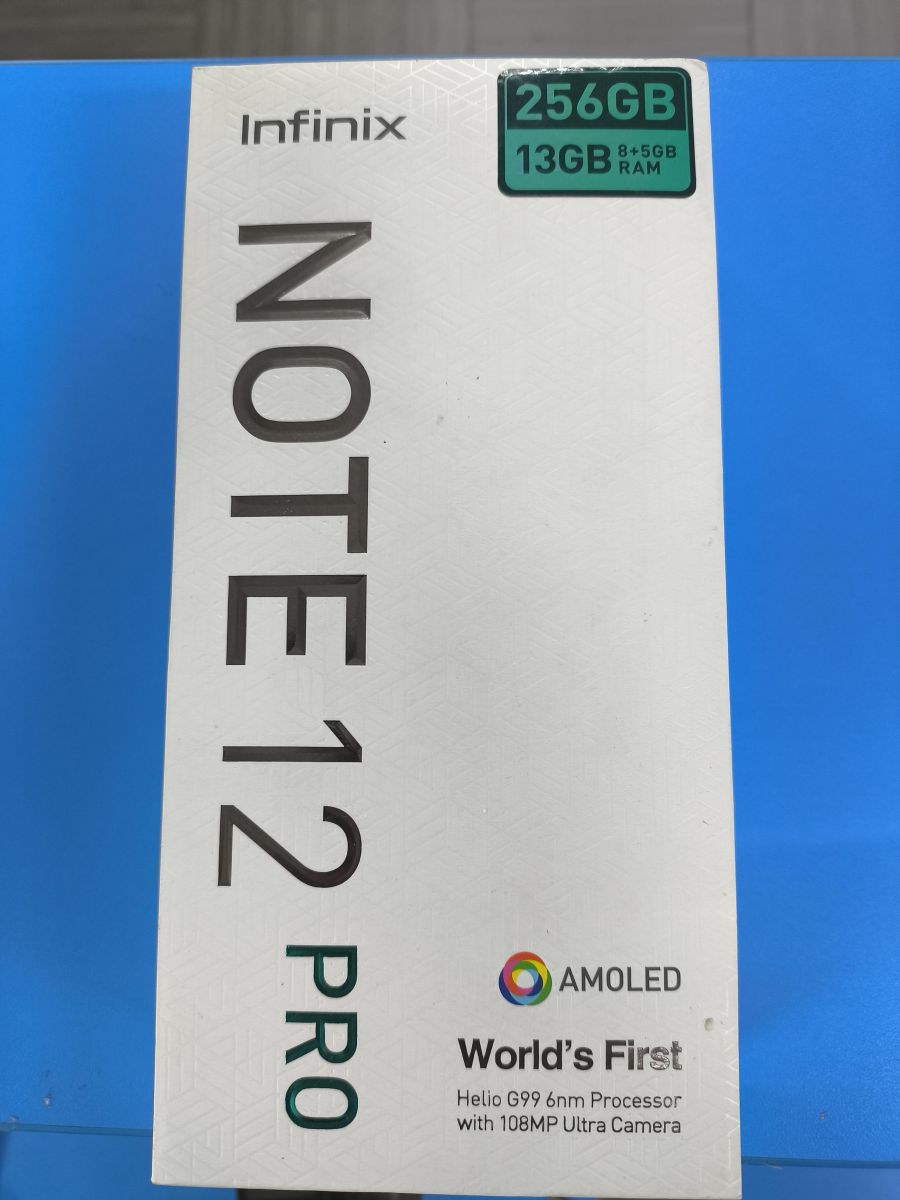 Infinix
256GB
13GB 8+5GB
RAM
NOTE 12 PRO
AMOLED
World's First
Helio G99 6nm Processor
with 108MP Ultra Camera